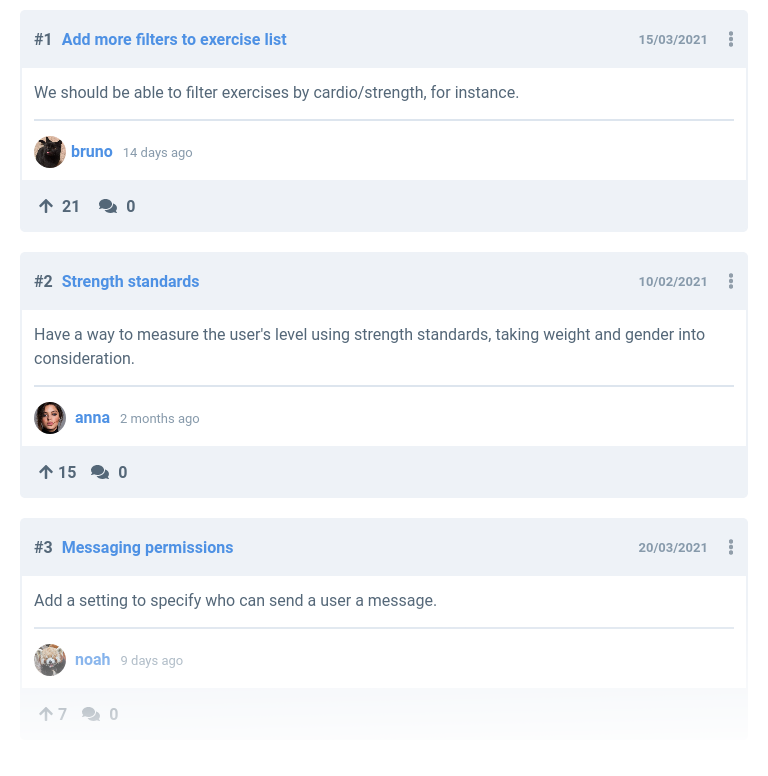 #1 Add more filters to exercise list 15/03/2021
We should be able to filter exercises by cardio/strength, for instance.
bruno 14 days ago
21 0
#2 Strength standards 10/02/2021
Have a way to measure the user's level using strength standards, taking weight and gender into
consideration.
anna 2 months ago
15 0
#3 Messaging permissions 20/03/2021
Add a setting to specify who can send a user a message.
noah 9 days ago
7 0